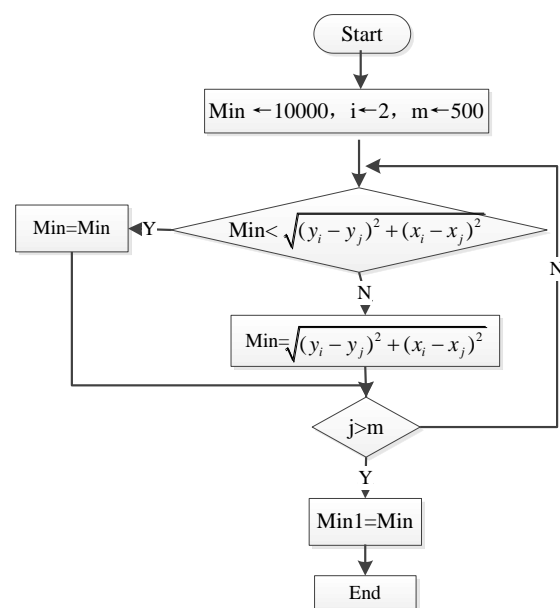 Start
Min ←10000, i←2, m←500
Min< √(y_i − y_j)² + (x_i − x_j)²
Y
Min=Min
N
N
Min=√(y_i − y_j)² + (x_i − x_j)²
j>m
Y
Min1=Min
End